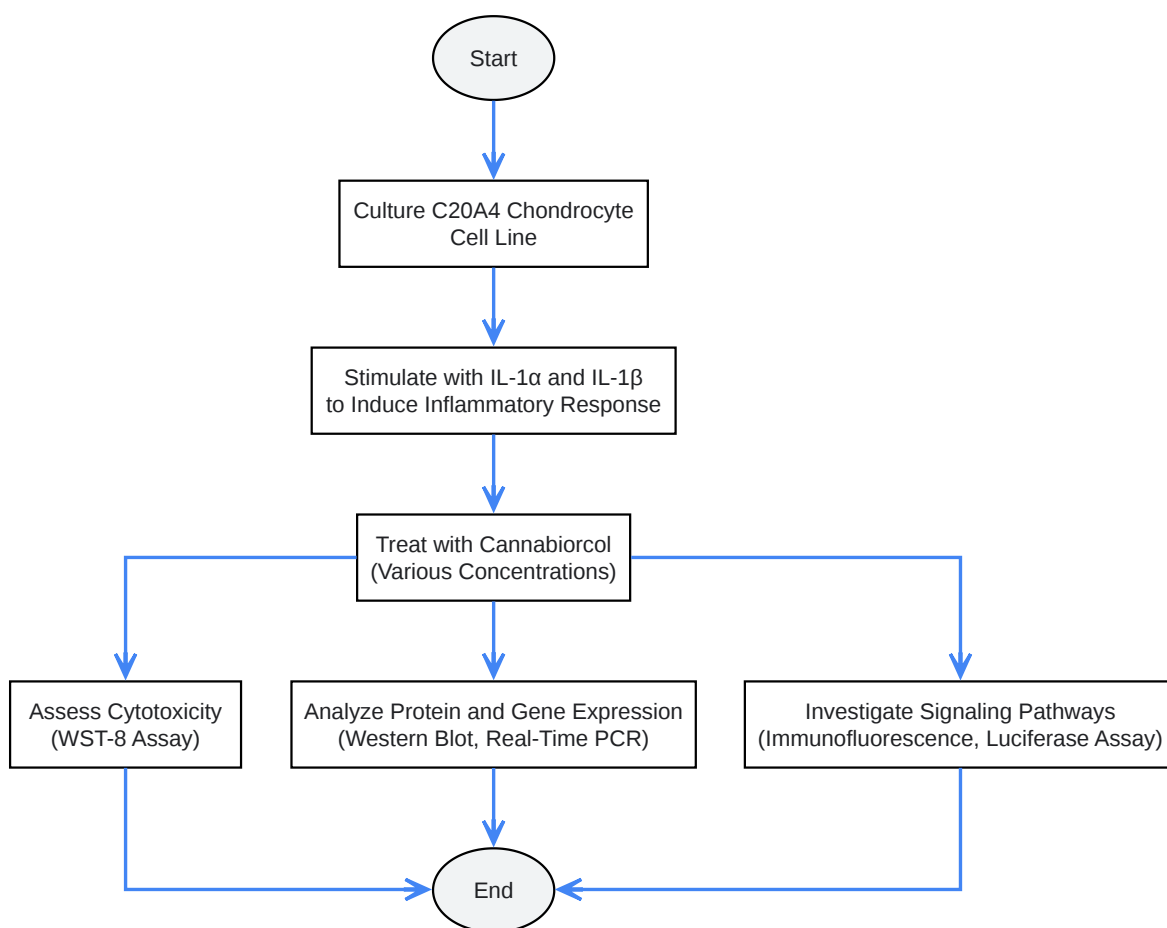 Start
Culture C20A4 Chondrocyte
Cell Line
Stimulate with IL-1α and IL-1β
to Induce Inflammatory Response
Treat with Cannabiorcol
(Various Concentrations)
Assess Cytotoxicity
(WST-8 Assay)
Analyze Protein and Gene Expression
(Western Blot, Real-Time PCR)
Investigate Signaling Pathways
(Immunofluorescence, Luciferase Assay)
End